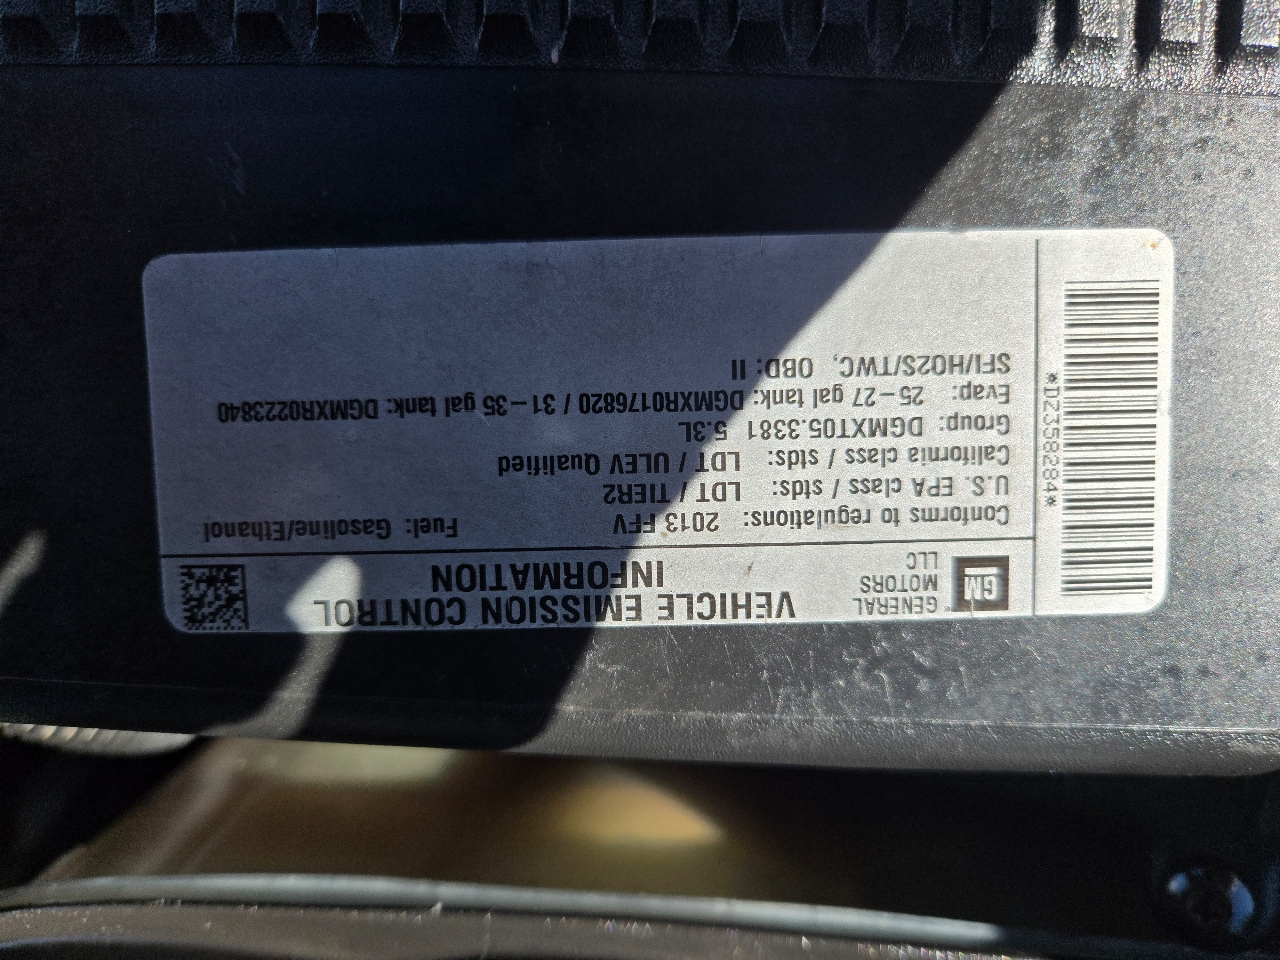 GM
GENERAL
MOTORS
LLC
VEHICLE EMISSION CONTROL
INFORMATION
Conforms to regulations: 2013 FFV Fuel: Gasoline/Ethanol
U.S. EPA class / stds: LDT / TIER2
California class / stds: LDT / ULEV Qualified
Group: DGMXT05.3381 5.3L
Evap: 25-27 gal tank: DGMXR0176820 / 31-35 gal tank: DGMXR0223840
SFI/HO2S/TWC, OBD: II
*DZ358284*